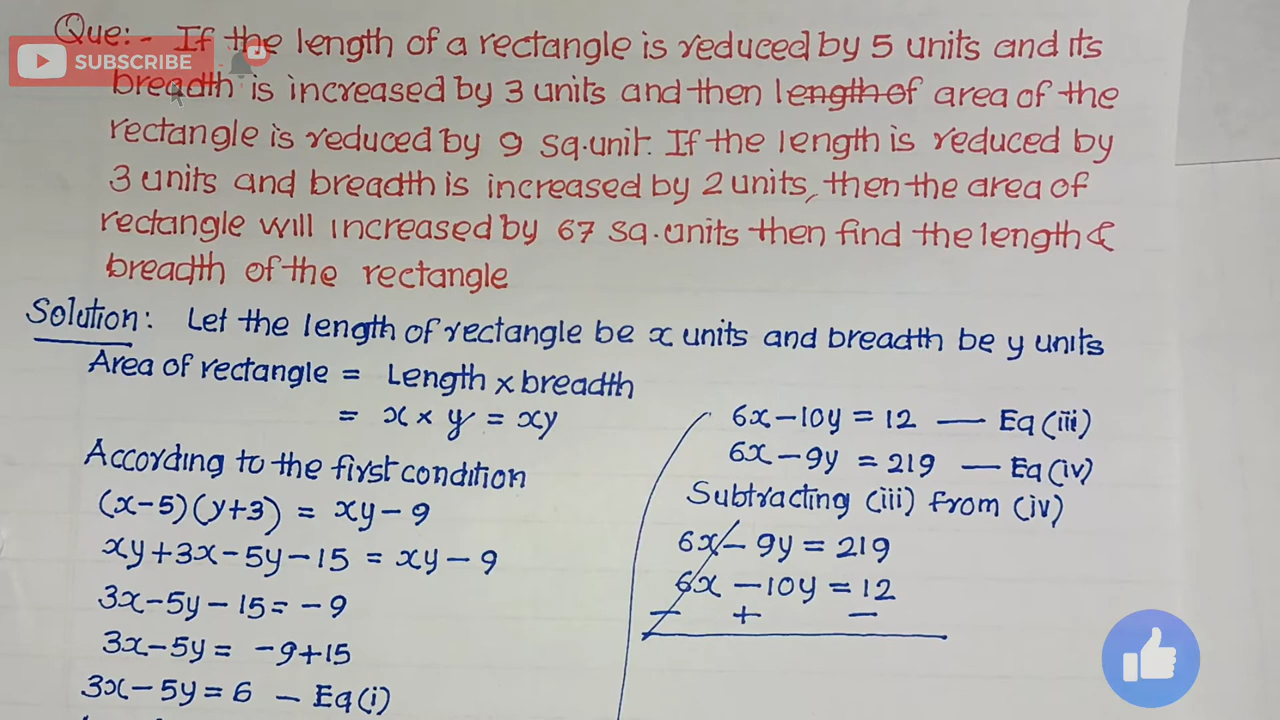 Que:- If the length of a rectangle is reduced by 5 units and its
SUBSCRIBE
breadth is increased by 3 units and then length of area of the
rectangle is reduced by 9 sq.unit. If the length is reduced by
3 units and breadth is increased by 2 units, then the area of
rectangle will increased by 67 sq.units then find the length &
breadth of the rectangle
Solution: Let the length of rectangle be x units and breadth be y units
Area of rectangle = Length × breadth
= x × y = xy
According to the first condition
(x-5)(y+3) = xy-9
xy+3x-5y-15 = xy-9
3x-5y-15 = -9
3x-5y = -9+15
3x-5y = 6 - Eq(i)
6x-10y = 12 — Eq(iii)
6x-9y = 219 — Eq(iv)
Subtracting (iii) from (iv)
6x-9y = 219
6x-10y = 12
- + -